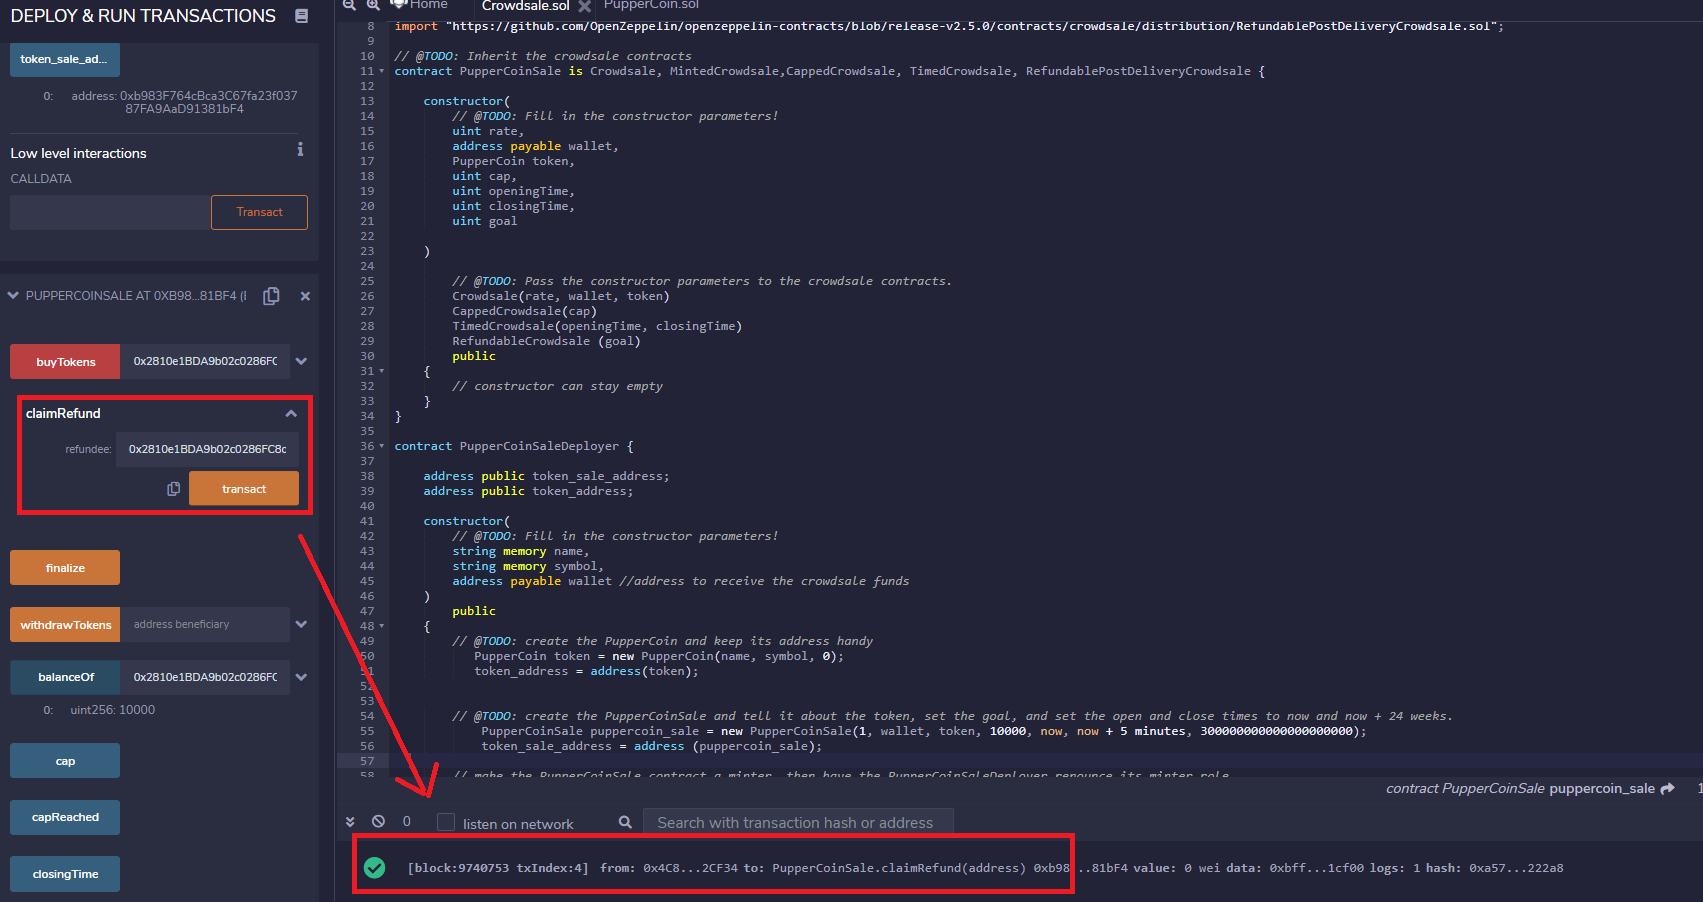 DEPLOY & RUN TRANSACTIONS
token_sale_ad...
0: address: 0xb983F764cBca3C67fa23f037
87FA9AaD91381bF4
Low level interactions
CALLDATA
Transact
PUPPERCOINSALE AT 0XB98...81BF4 (
buyTokens 0x2810e1BDA9b02c0286FC
claimRefund
refundee: 0x2810e1BDA9b02c0286FC8c
transact
finalize
withdrawTokens address beneficiary
balanceOf 0x2810e1BDA9b02c0286FC
0: uint256: 10000
cap
capReached
closingTime
Home Crowdsale.sol PupperCoin.sol
8 import "https://github.com/OpenZeppelin/openzeppelin-contracts/blob/release-v2.5.0/contracts/crowdsale/distribution/RefundablePostDeliveryCrowdsale.sol";
9
10 // @TODO: Inherit the crowdsale contracts
11 contract PupperCoinSale is Crowdsale, MintedCrowdsale,CappedCrowdsale, TimedCrowdsale, RefundablePostDeliveryCrowdsale {
12
13 constructor(
14 // @TODO: Fill in the constructor parameters!
15 uint rate,
16 address payable wallet,
17 PupperCoin token,
18 uint cap,
19 uint openingTime,
20 uint closingTime,
21 uint goal
22
23 )
24
25 // @TODO: Pass the constructor parameters to the crowdsale contracts.
26 Crowdsale(rate, wallet, token)
27 CappedCrowdsale(cap)
28 TimedCrowdsale(openingTime, closingTime)
29 RefundableCrowdsale (goal)
30 public
31 {
32 // constructor can stay empty
33 }
34 }
35
36 contract PupperCoinSaleDeployer {
37
38 address public token_sale_address;
39 address public token_address;
40
41 constructor(
42 // @TODO: Fill in the constructor parameters!
43 string memory name,
44 string memory symbol,
45 address payable wallet //address to receive the crowdsale funds
46 )
47 public
48 {
49 // @TODO: create the PupperCoin and keep its address handy
50 PupperCoin token = new PupperCoin(name, symbol, 0);
51 token_address = address(token);
52
53
54 // @TODO: create the PupperCoinSale and tell it about the token, set the goal, and set the open and close times to now and now + 24 weeks.
55 PupperCoinSale puppercoin_sale = new PupperCoinSale(1, wallet, token, 10000, now, now + 5 minutes, 300000000000000000000);
56 token_sale_address = address (puppercoin_sale);
57
58 // make the PupperCoinSale contract a minter, then have the PupperCoinSaleDeployer renounce its minter role
contract PupperCoinSale puppercoin_sale 1
0 listen on network Search with transaction hash or address
[block:9740753 txIndex:4] from: 0x4C8...2CF34 to: PupperCoinSale.claimRefund(address) 0xb98...81bF4 value: 0 wei data: 0xbff...1cf00 logs: 1 hash: 0xa57...222a8